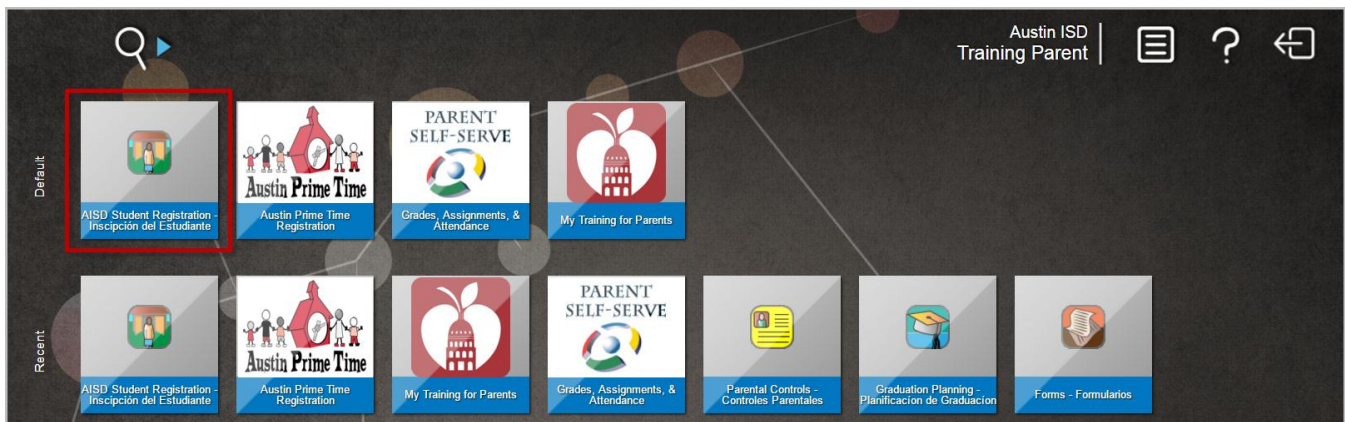 Austin ISD
Training Parent
?
Default
PARENT
SELF-SERVE
Austin Prime Time
AISD Student Registration -
Inscipción del Estudiante
Austin Prime Time
Registration
Grades, Assignments, &
Attendance
My Training for Parents
Recent
PARENT
SELF-SERVE
Austin Prime Time
AISD Student Registration -
Inscipción del Estudiante
Austin Prime Time
Registration
My Training for Parents
Grades, Assignments, &
Attendance
Parental Controls -
Controles Parentales
Graduation Planning -
Planificacíon de Graduacíon
Forms - Formularios